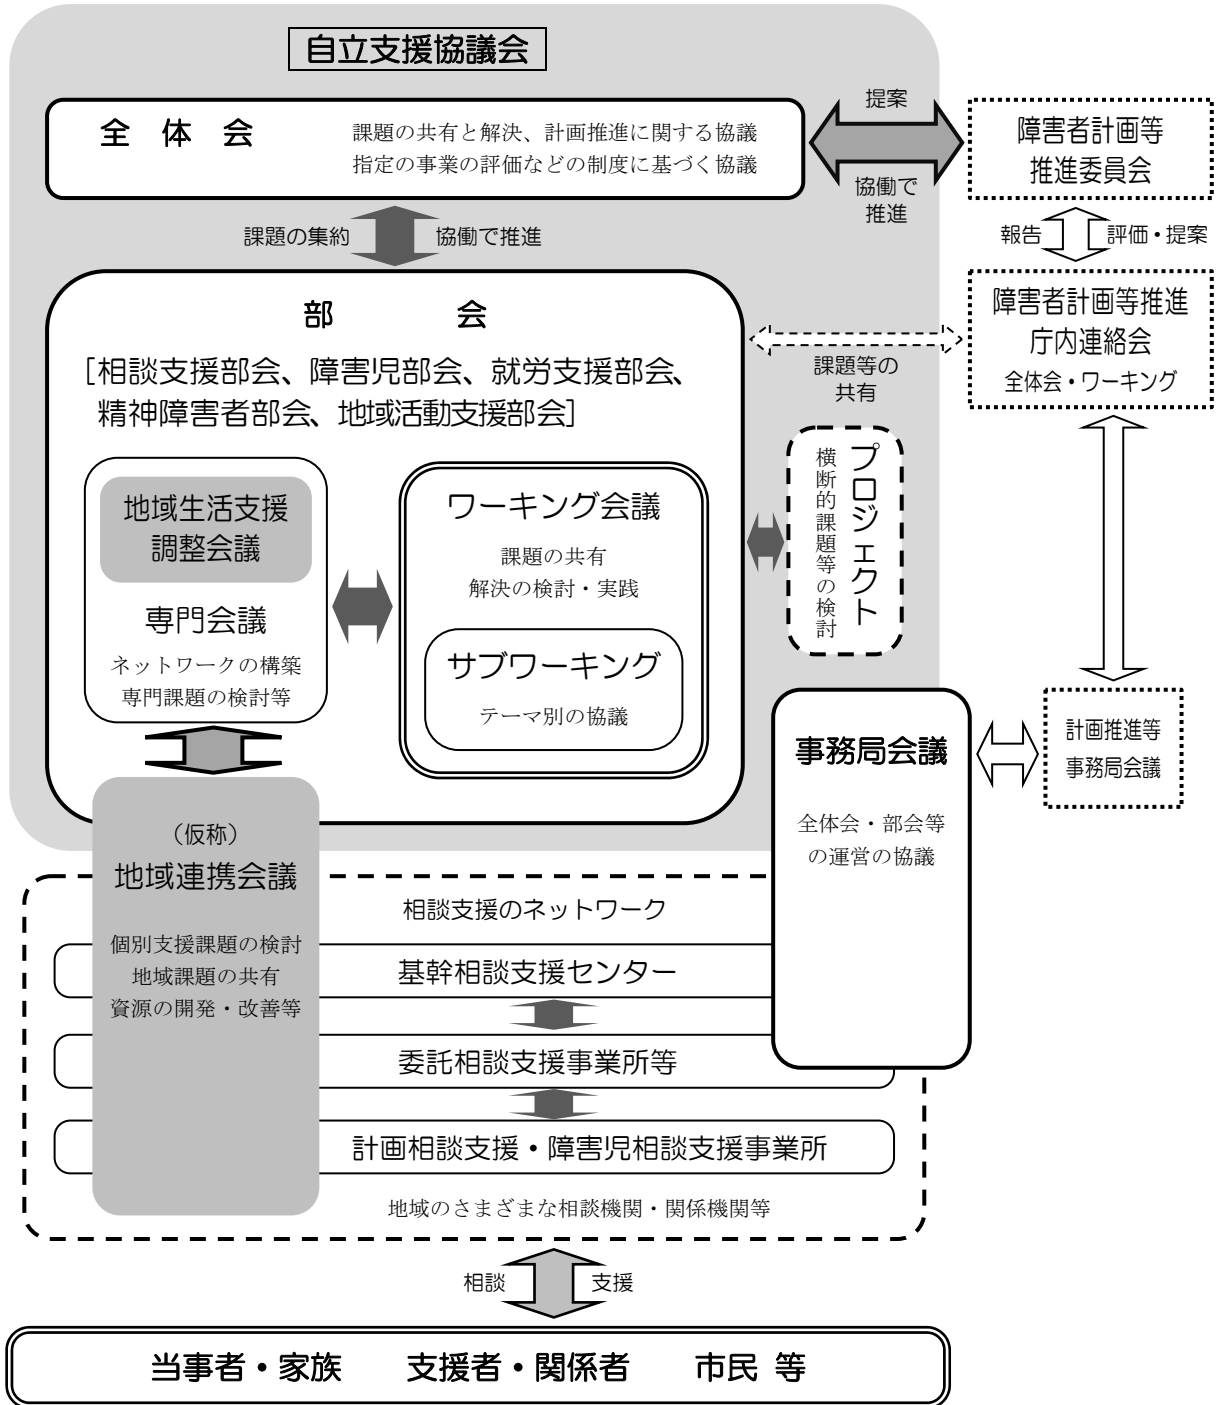 自立支援協議会
全 体 会
課題の共有と解決、計画推進に関する協議
指定の事業の評価などの制度に基づく協議
提案
協働で
推進
障害者計画等
推進委員会
課題の集約
協働で推進
報告
評価・提案
障害者計画等推進
庁内連絡会
全体会・ワーキング
部 会
[相談支援部会、障害児部会、就労支援部会、
精神障害者部会、地域活動支援部会]
課題等の
共有
プロジェクト
横断的課題等の検討
地域生活支援
調整会議
専門会議
ネットワークの構築
専門課題の検討等
ワーキング会議
課題の共有
解決の検討・実践
サブワーキング
テーマ別の協議
事務局会議
全体会・部会等
の運営の協議
計画推進等
事務局会議
（仮称）
地域連携会議
個別支援課題の検討
地域課題の共有
資源の開発・改善等
相談支援のネットワーク
基幹相談支援センター
委託相談支援事業所等
計画相談支援・障害児相談支援事業所
地域のさまざまな相談機関・関係機関等
相談
支援
当事者・家族 支援者・関係者 市民 等